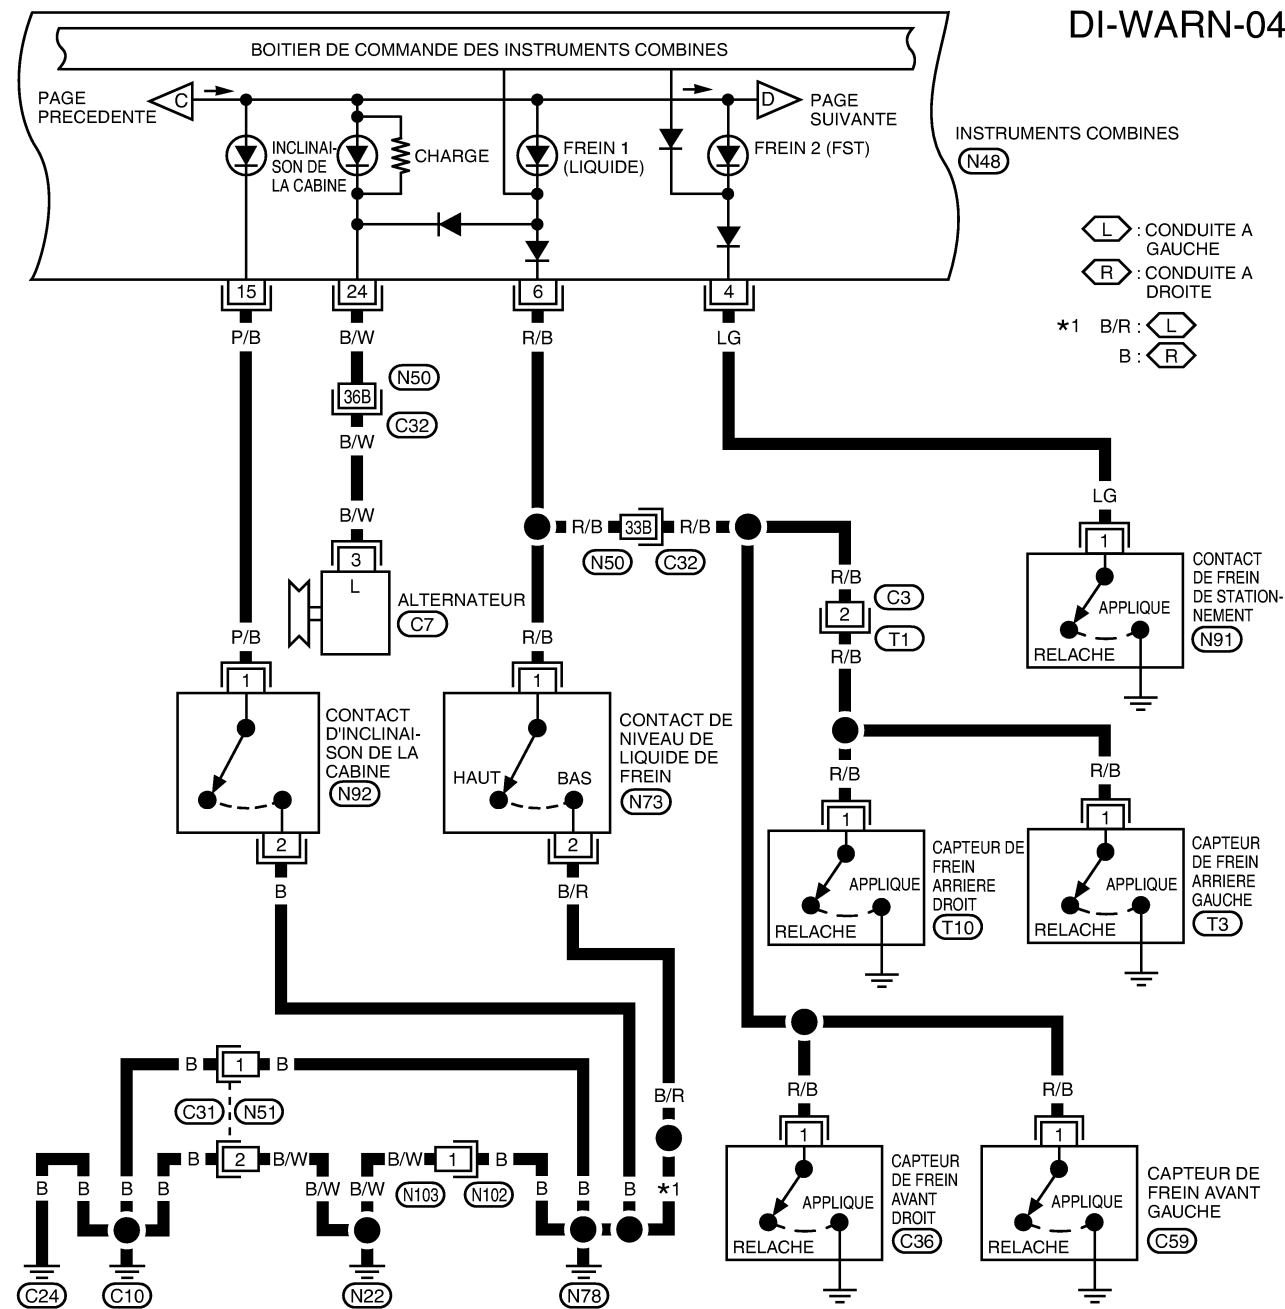 DI-WARN-04
BOITIER DE COMMANDE DES INSTRUMENTS COMBINES
PAGE
PRECEDENTE
C
D
PAGE
SUIVANTE
INCLINAI-
SON DE
LA CABINE
CHARGE
FREIN 1
(LIQUIDE)
FREIN 2 (FST)
INSTRUMENTS COMBINES
N48
L : CONDUITE A
GAUCHE
R : CONDUITE A
DROITE
*1 B/R : L
B : R
15
24
6
4
P/B
B/W
R/B
LG
36B
N50
C32
B/W
B/W
R/B
33B
R/B
N50
C32
LG
1
CONTACT
DE FREIN
DE STATION-
NEMENT
N91
APPLIQUE
RELACHE
3
L
ALTERNATEUR
C7
R/B
2
C3
T1
R/B
P/B
R/B
1
1
CONTACT
D'INCLINAI-
SON DE LA
CABINE
N92
HAUT
BAS
CONTACT DE
NIVEAU DE
LIQUIDE DE
FREIN
N73
2
2
B
B/R
R/B
R/B
1
1
CAPTEUR DE
FREIN
ARRIERE
DROIT
T10
APPLIQUE
RELACHE
CAPTEUR
DE FREIN
ARRIERE
GAUCHE
T3
APPLIQUE
RELACHE
B
1
B
C31
N51
B
2
B/W
B/W
1
B
N103
N102
B/R
*1
B
B
B
B
B/W
B/W
B
B
B
C24
C10
N22
N78
R/B
R/B
1
1
CAPTEUR
DE FREIN
AVANT
DROIT
C36
APPLIQUE
RELACHE
CAPTEUR DE
FREIN AVANT
GAUCHE
C59
APPLIQUE
RELACHE